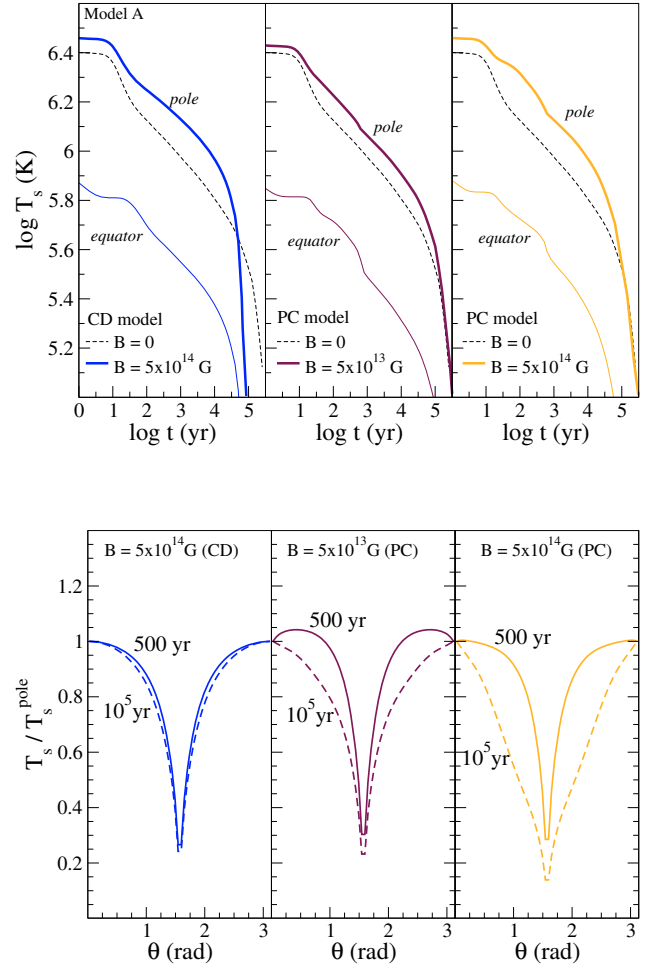 Model A
6.4
6.2
6
5.8
5.6
5.4
5.2
log T_s (K)
pole
pole
pole
equator
equator
equator
CD model
B = 0
B = 5x10^14 G
PC model
B = 0
B = 5x10^13 G
PC model
B = 0
B = 5x10^14 G
0 1 2 3 4 5
1 2 3 4 5
1 2 3 4 5
log t (yr)
log t (yr)
log t (yr)
B = 5x10^14 G (CD)
B = 5x10^13 G (PC)
B = 5x10^14 G (PC)
1.2
1
0.8
0.6
0.4
0.2
T_s / T_s^pole
500 yr
10^5 yr
500 yr
10^5 yr
500 yr
10^5 yr
1 2 3
1 2 3
1 2 3
θ (rad)
θ (rad)
θ (rad)